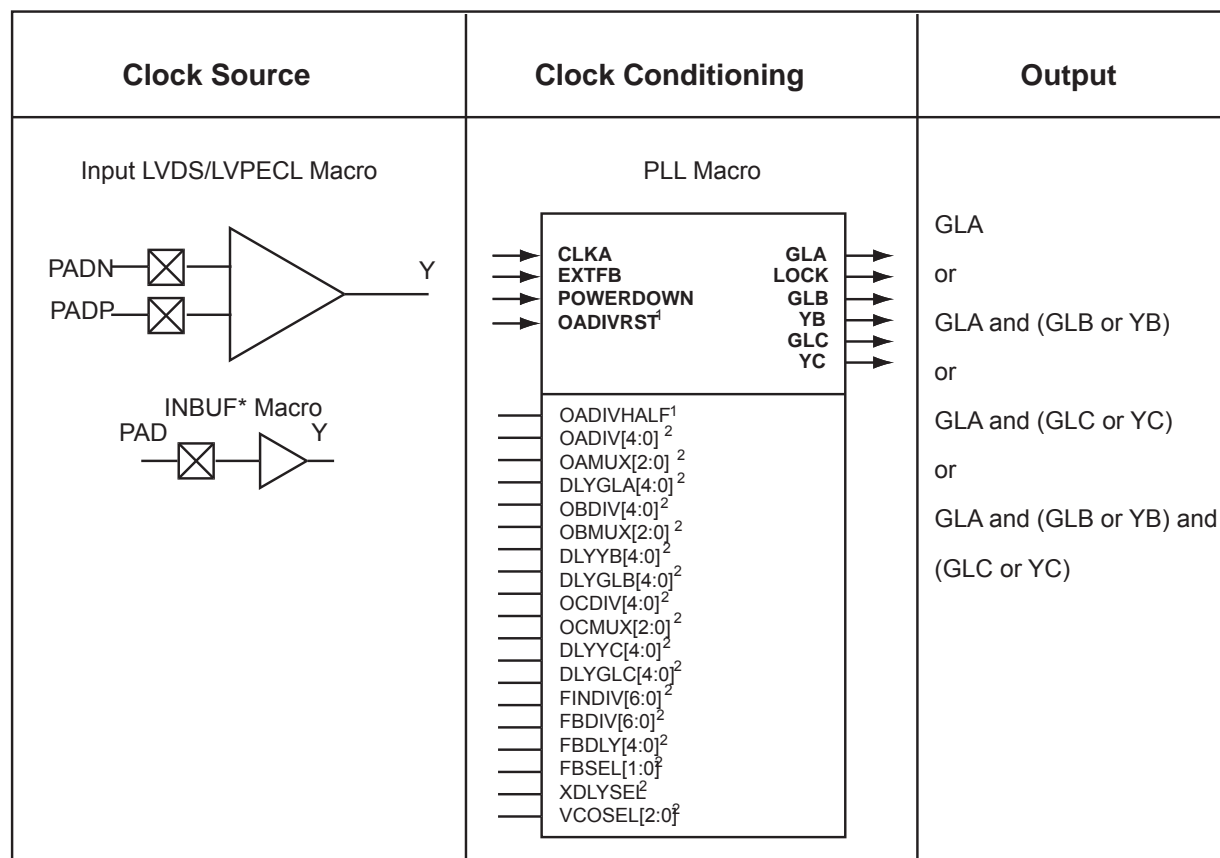 Clock Source
Clock Conditioning
Output
Input LVDS/LVPECL Macro
PADN
PADP
Y
INBUF* Macro
PAD
Y
PLL Macro
CLKA
EXTFB
POWERDOWN
OADIVRST1
GLA
LOCK
GLB
YB
GLC
YC
OADIVHALF1
OADIV[4:0] 2
OAMUX[2:0] 2
DLYGLA[4:0] 2
OBDIV[4:0]2
OBMUX[2:0] 2
DLYYB[4:0]2
DLYGLB[4:0]2
OCDIV[4:0]2
OCMUX[2:0] 2
DLYYC[4:0]2
DLYGLC[4:0]2
FINDIV[6:0] 2
FBDIV[6:0]2
FBDLY[4:0]2
FBSEL[1:0]2
XDLYSEL2
VCOSEL[2:0]2
GLA
or
GLA and (GLB or YB)
or
GLA and (GLC or YC)
or
GLA and (GLB or YB) and
(GLC or YC)